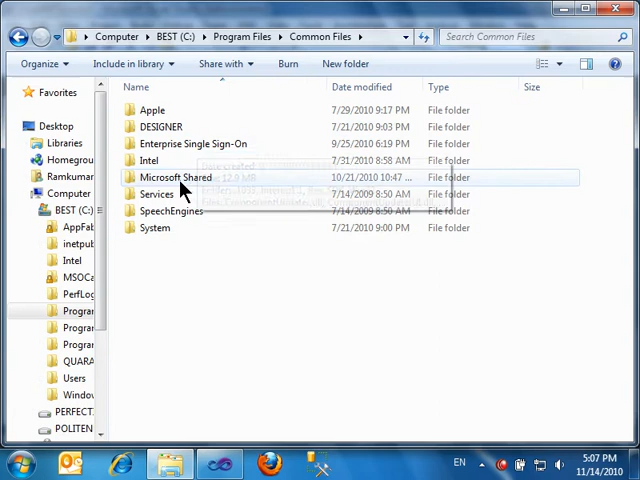 Computer BEST (C:) Program Files Common Files Search Common Files
Organize Include in library Share with Burn New folder
Name Date modified Type Size
Favorites
Desktop
Libraries
Homegrou
Ramkumar
Computer
BEST (C:)
AppFab
inetpub
Intel
MSOCa
PerfLog
Program
Program
Program
QUARA
Users
Window
PERFECT
POLITEN
Apple 7/29/2010 9:17 PM File folder
DESIGNER 7/21/2010 9:03 PM File folder
Enterprise Single Sign-On 9/25/2010 6:19 PM File folder
Intel 7/31/2010 8:58 AM File folder
Microsoft Shared 10/21/2010 10:47 ... File folder
Services 7/14/2009 8:50 AM File folder
SpeechEngines 7/14/2009 8:50 AM File folder
System 7/21/2010 9:00 PM File folder
EN
5:07 PM
11/14/2010